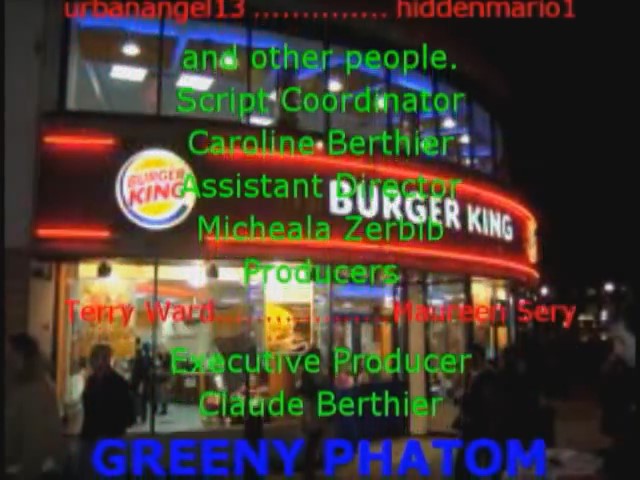 urbanangel13 .............. hiddenmario1
and other people.
Script Coordinator
Caroline Berthier
BURGER KING
Assistant Director
BURGER KING
Micheala Zerbib
Producers
Terry Ward.................Maureen Sery
Executive Producer
Claude Berthier
GREENY PHATOM